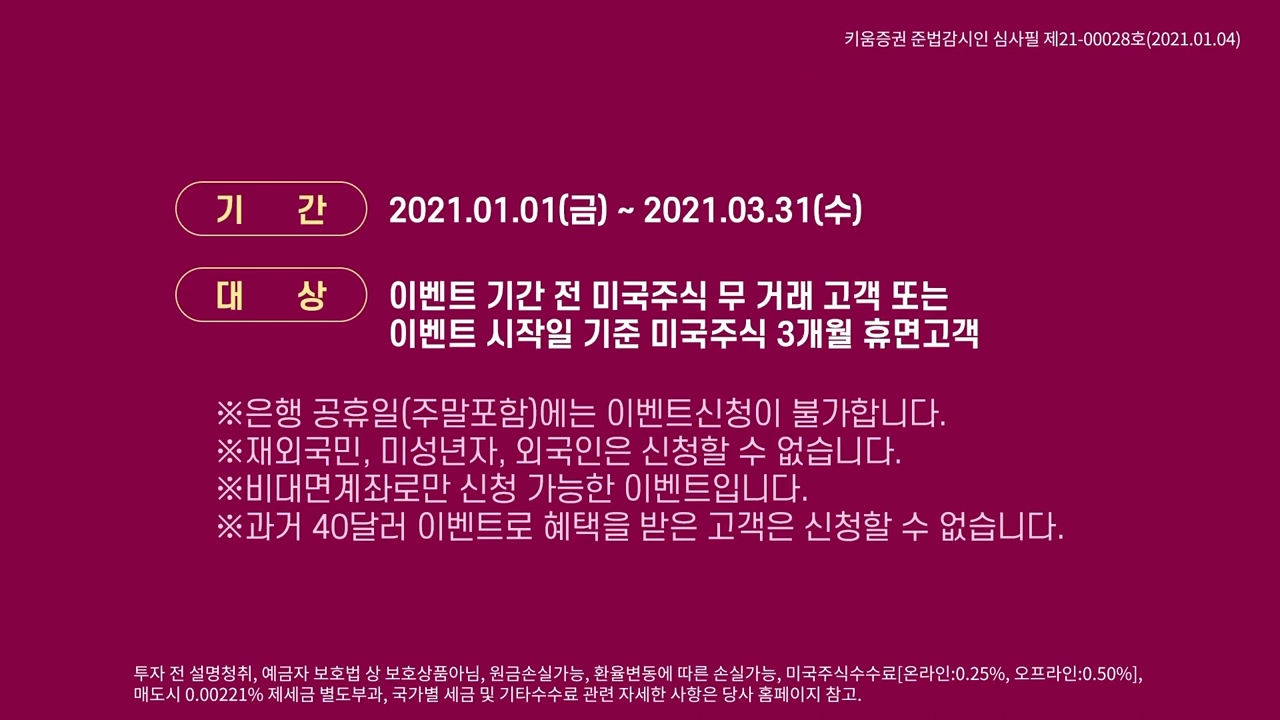 키움증권 준법감시인 심사필 제21-00028호(2021.01.04)
기 간 2021.01.01(금) ~ 2021.03.31(수)
대 상 이벤트 기간 전 미국주식 무 거래 고객 또는
이벤트 시작일 기준 미국주식 3개월 휴면고객
※은행 공휴일(주말포함)에는 이벤트신청이 불가합니다.
※재외국민, 미성년자, 외국인은 신청할 수 없습니다.
※비대면계좌로만 신청 가능한 이벤트입니다.
※과거 40달러 이벤트로 혜택을 받은 고객은 신청할 수 없습니다.
투자 전 설명청취, 예금자 보호법 상 보호상품아님, 원금손실가능, 환율변동에 따른 손실가능, 미국주식수수료[온라인:0.25%, 오프라인:0.50%],
매도시 0.00221% 제세금 별도부과, 국가별 세금 및 기타수수료 관련 자세한 사항은 당사 홈페이지 참고.